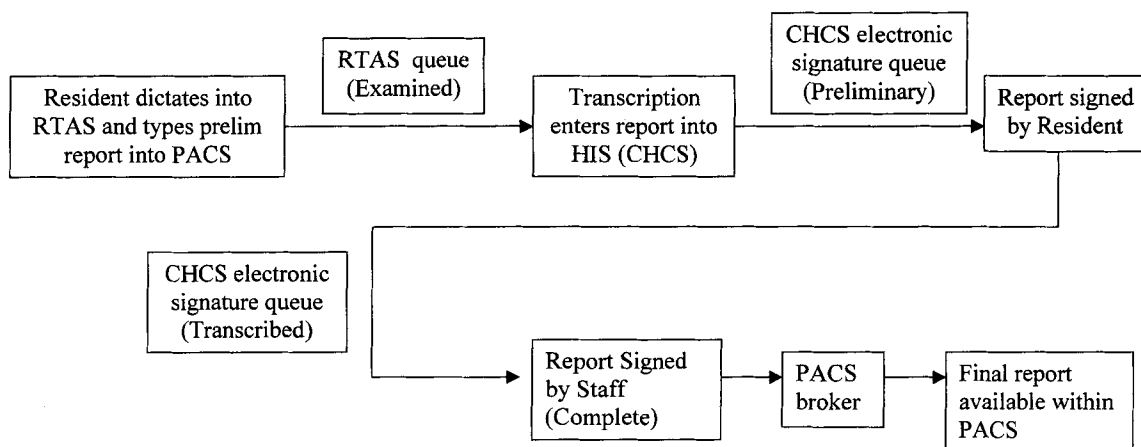 Resident dictates into
RTAS and types prelim
report into PACS
RTAS queue
(Examined)
Transcription
enters report into
HIS (CHCS)
CHCS electronic
signature queue
(Preliminary)
Report signed
by Resident
CHCS electronic
signature queue
(Transcribed)
Report Signed
by Staff
(Complete)
PACS
broker
Final report
available within
PACS